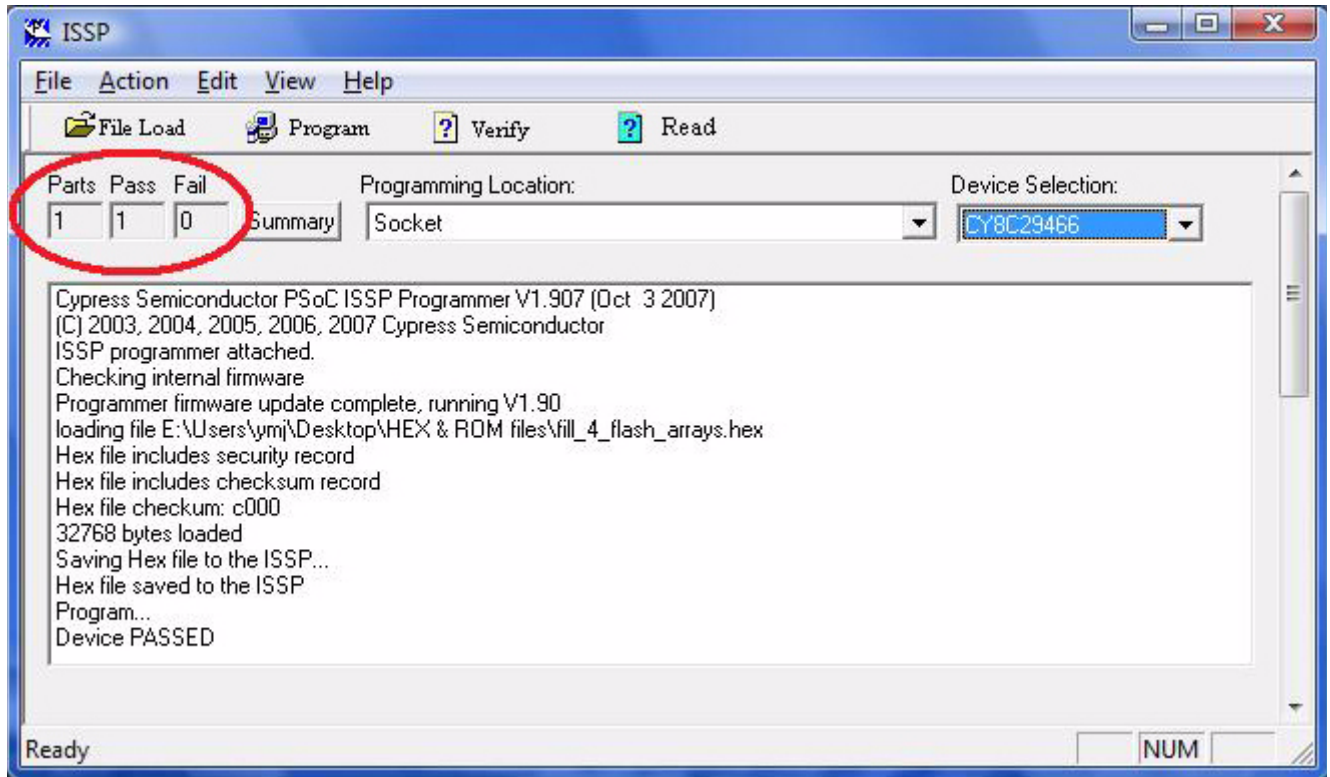 ISSP
File Action Edit View Help
File Load Program Verify Read
Parts Pass Fail Programming Location: Device Selection:
1 1 0 Summary Socket CY8C29466
Cypress Semiconductor PSoC ISSP Programmer V1.907 (Oct 3 2007)
(C) 2003, 2004, 2005, 2006, 2007 Cypress Semiconductor
ISSP programmer attached.
Checking internal firmware
Programmer firmware update complete, running V1.90
loading file E:\Users\ymj\Desktop\HEX & ROM files\fill_4_flash_arrays.hex
Hex file includes security record
Hex file includes checksum record
Hex file checkum: c000
32768 bytes loaded
Saving Hex file to the ISSP...
Hex file saved to the ISSP
Program...
Device PASSED
Ready NUM